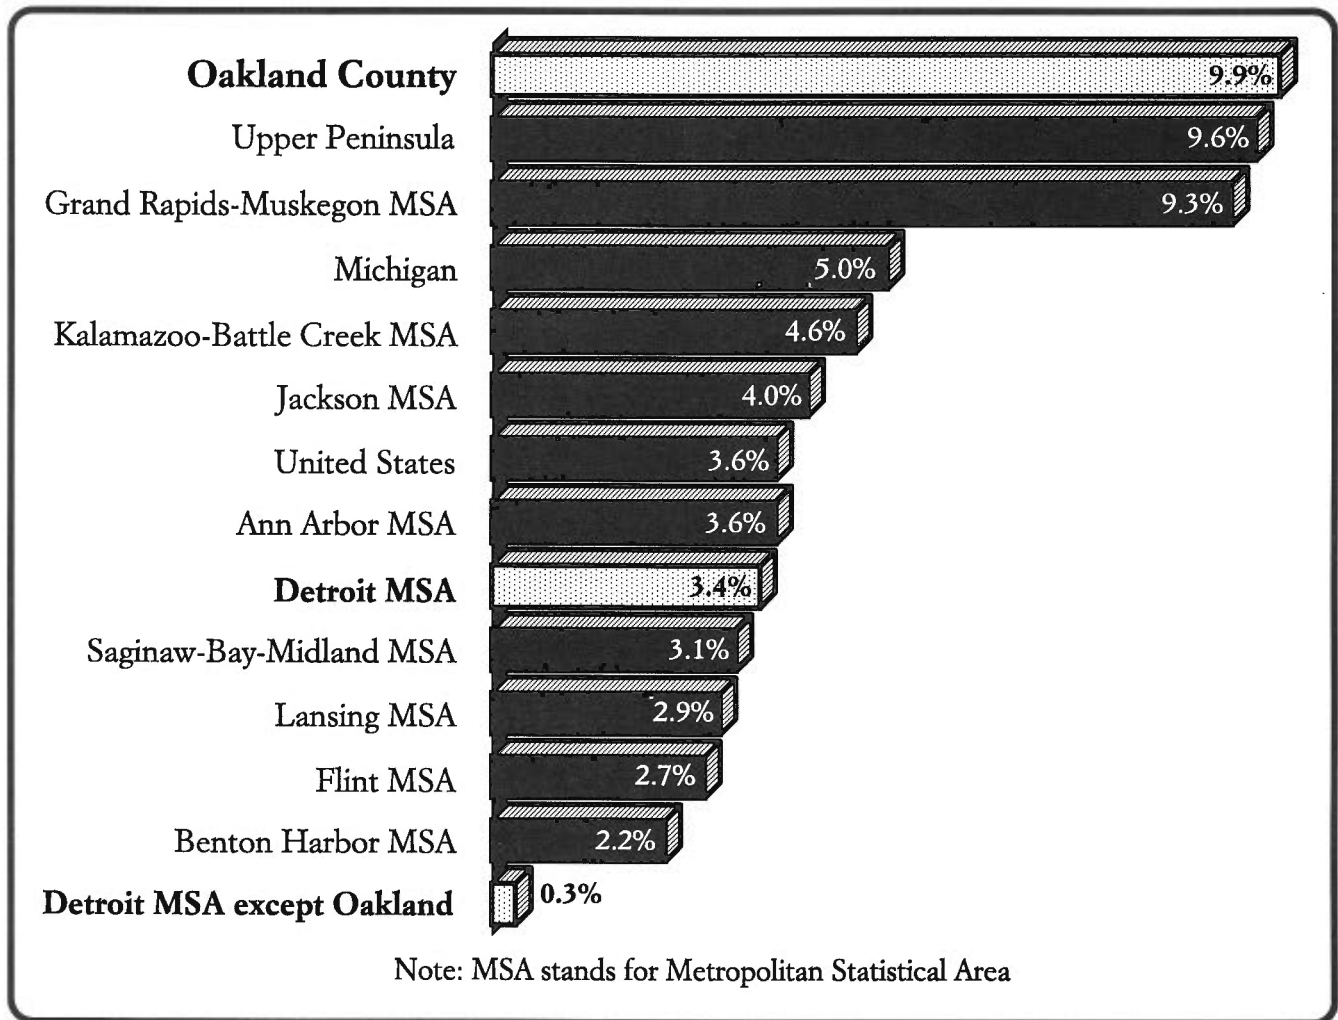 Oakland County 9.9%
Upper Peninsula 9.6%
Grand Rapids-Muskegon MSA 9.3%
Michigan 5.0%
Kalamazoo-Battle Creek MSA 4.6%
Jackson MSA 4.0%
United States 3.6%
Ann Arbor MSA 3.6%
Detroit MSA 3.4%
Saginaw-Bay-Midland MSA 3.1%
Lansing MSA 2.9%
Flint MSA 2.7%
Benton Harbor MSA 2.2%
Detroit MSA except Oakland 0.3%
Note: MSA stands for Metropolitan Statistical Area